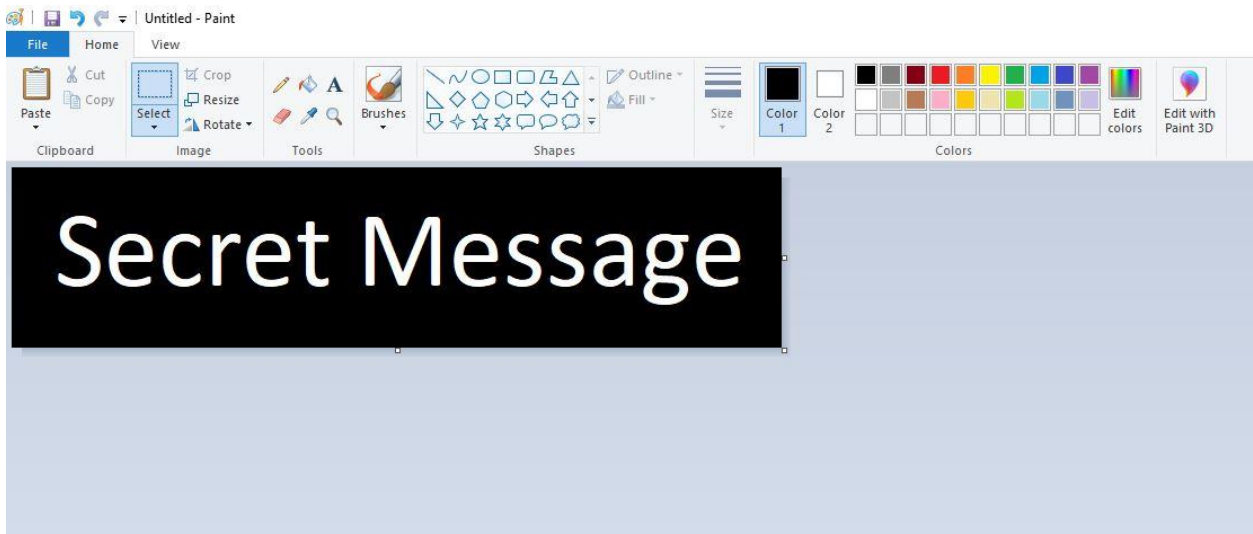 Untitled - Paint
File Home View
Paste Cut Copy Select Crop Resize Rotate A Brushes Outline Fill Size Color 1 Color 2 Edit colors Edit with Paint 3D
Clipboard Image Tools Shapes Colors
Secret Message